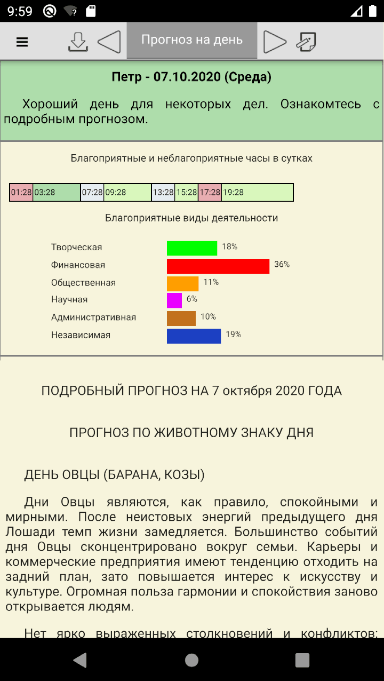 9:59
Прогноз на день
Петр - 07.10.2020 (Среда)
Хороший день для некоторых дел. Ознакомтесь с
подробным прогнозом.
Благоприятные и неблагоприятные часы в сутках
01:28 03:28 07:28 09:28 13:28 15:28 17:28 19:28
Благоприятные виды деятельности
Творческая 18%
Финансовая 36%
Общественная 11%
Научная 6%
Административная 10%
Независимая 19%
ПОДРОБНЫЙ ПРОГНОЗ НА 7 октября 2020 ГОДА
ПРОГНОЗ ПО ЖИВОТНОМУ ЗНАКУ ДНЯ
ДЕНЬ ОВЦЫ (БАРАНА, КОЗЫ)
Дни Овцы являются, как правило, спокойными и
мирными. После неистовых энергий предыдущего дня
Лошади темп жизни замедляется. Большинство событий
дня Овцы сконцентрировано вокруг семьи. Карьеры и
коммерческие предприятия имеют тенденцию отходить на
задний план, зато повышается интерес к искусству и
культуре. Огромная польза гармонии и спокойствия заново
открывается людям.
Нет ярко выраженных столкновений и конфликтов;